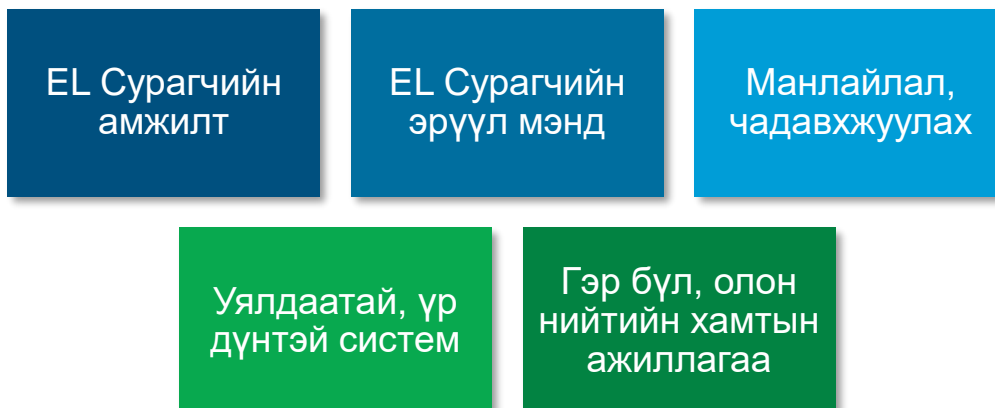 EL Сурагчийн
амжилт
EL Сурагчийн
эрүүл мэнд
Манлайлал,
чадавхжуулах
Уялдаатай, үр
дүнтэй систем
Гэр бүл, олон
нийтийн хамтын
ажиллагаа